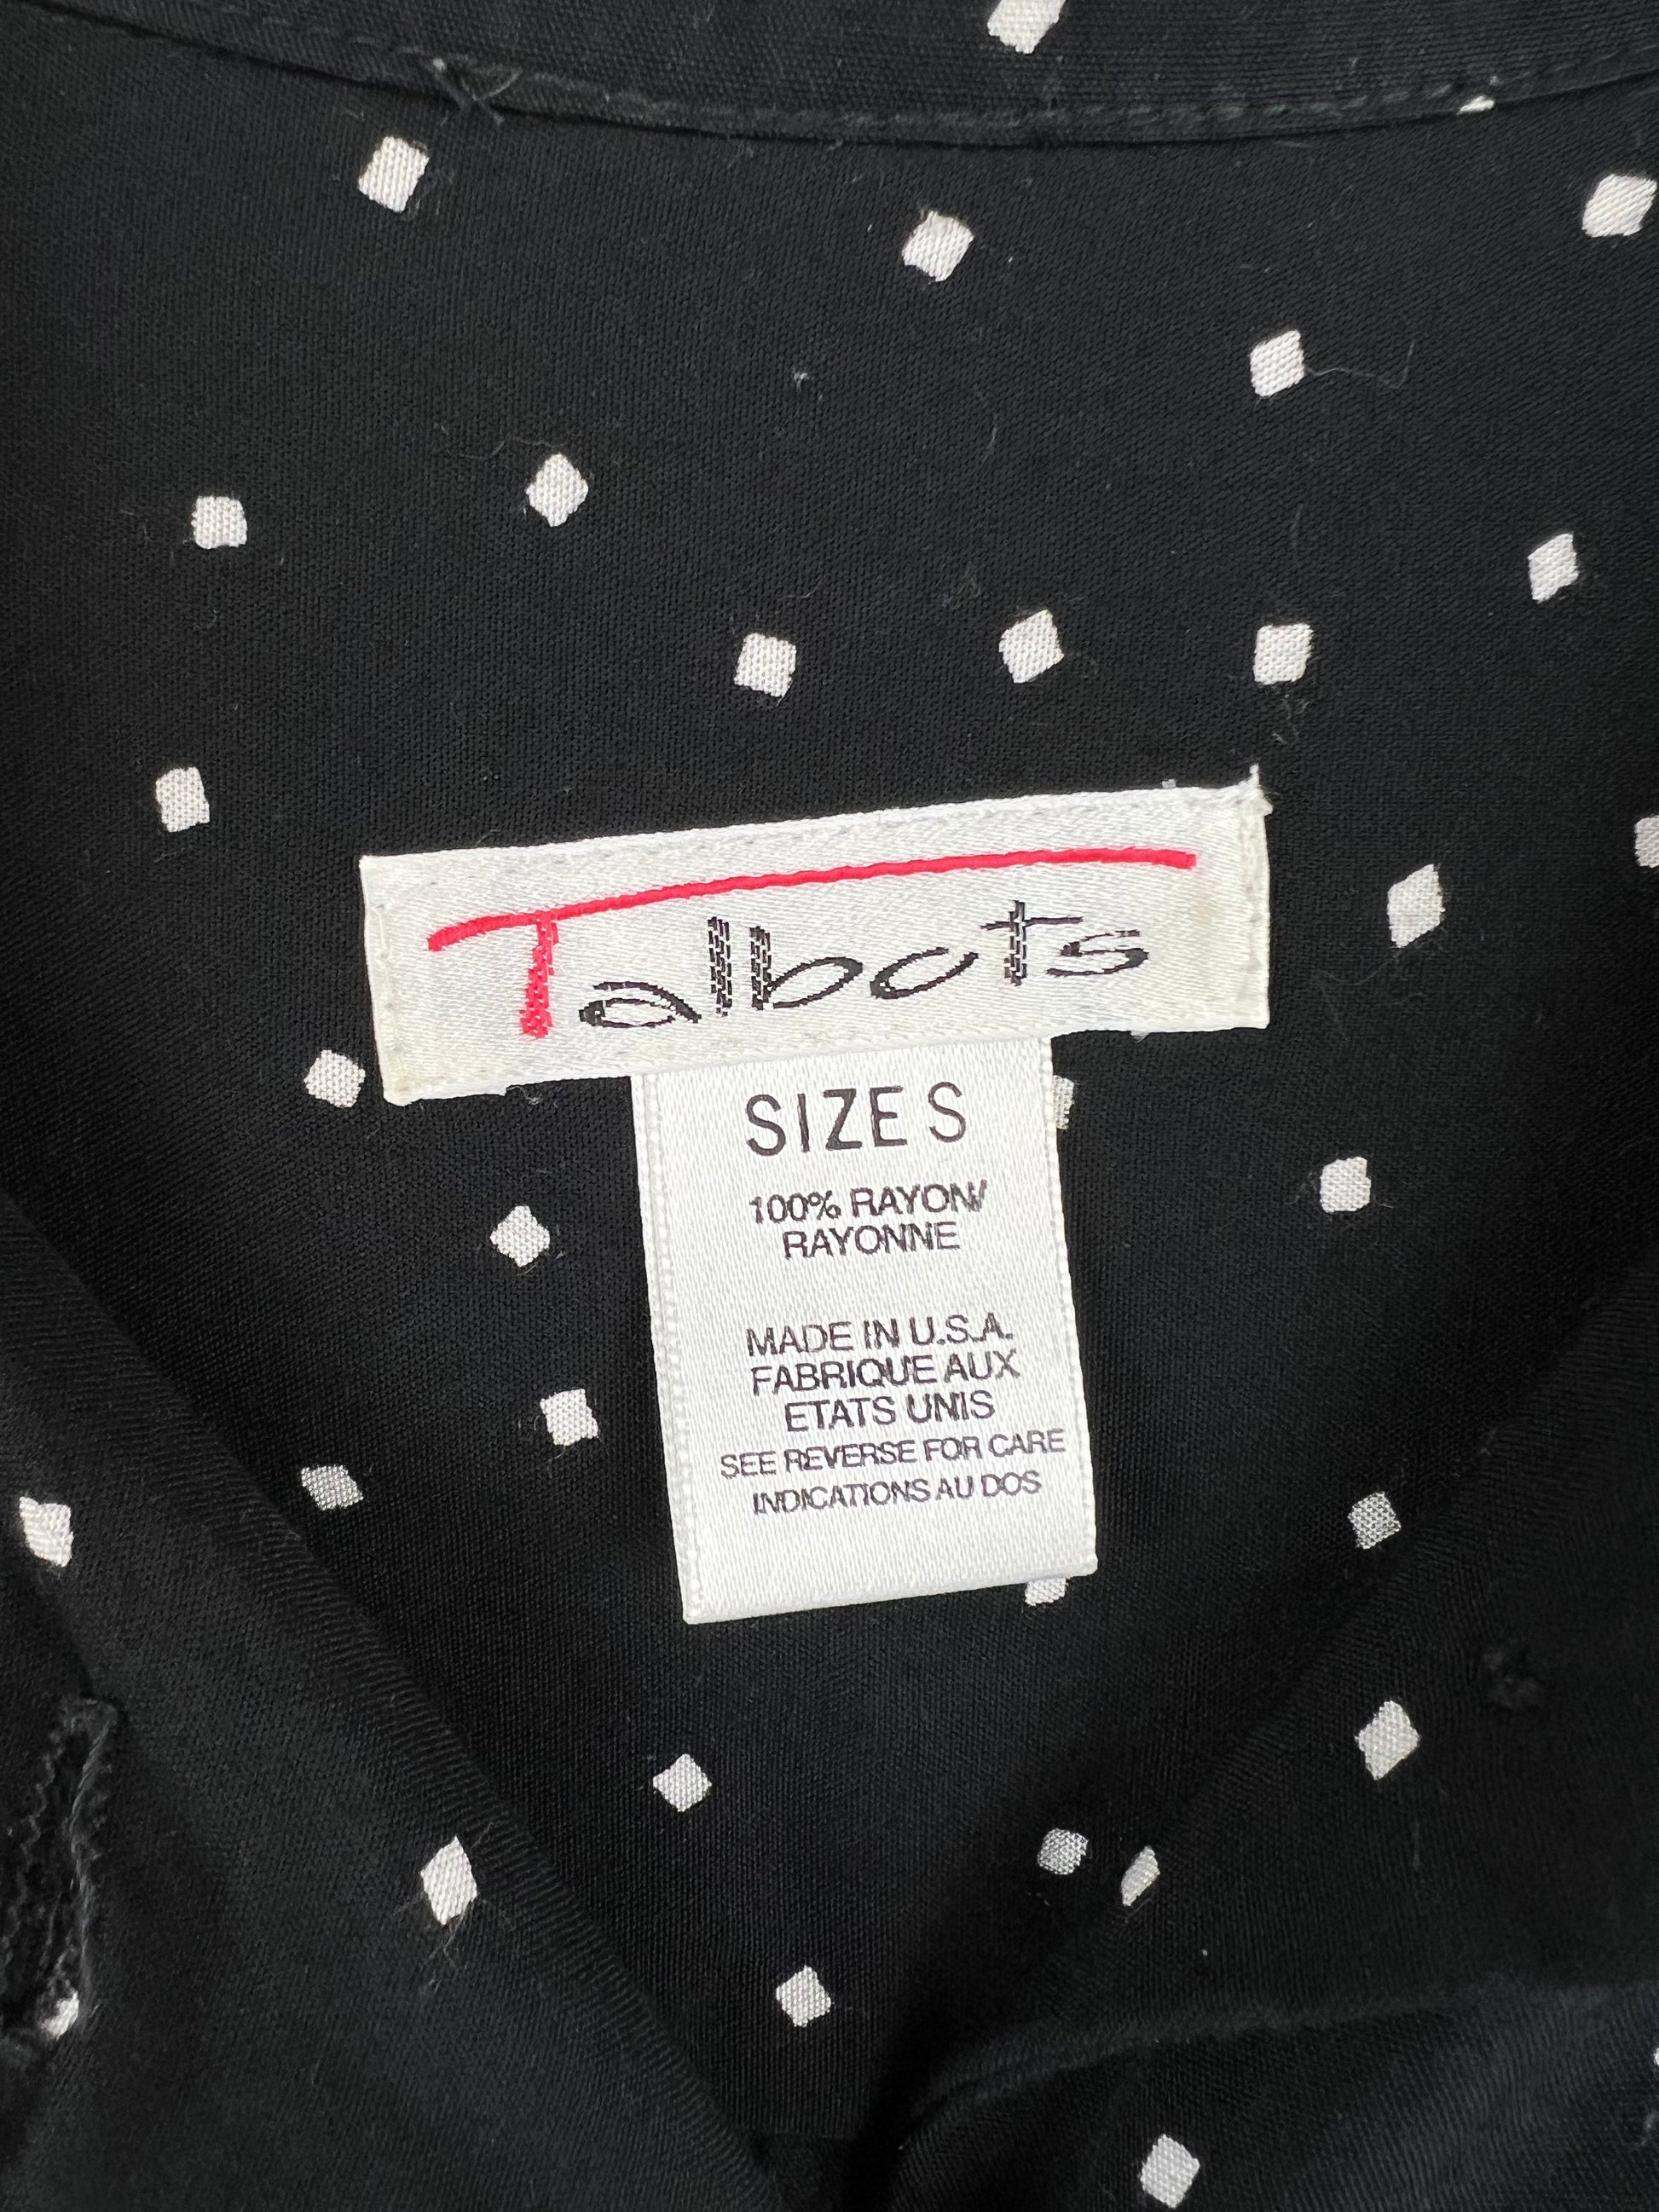 Talbots
SIZE S
100% RAYON/
RAYONNE
MADE IN U.S.A.
FABRIQUE AUX
ETATS UNIS
SEE REVERSE FOR CARE
INDICATIONS AU DOS